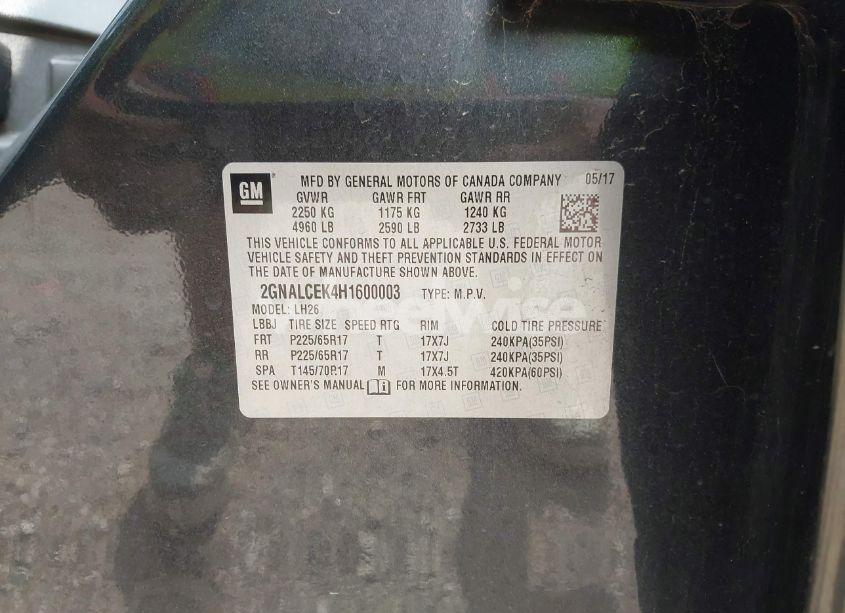 GM MFD BY GENERAL MOTORS OF CANADA COMPANY 05/17
GVWR GAWR FRT GAWR RR
2250 KG 1175 KG 1240 KG
4960 LB 2590 LB 2733 LB
THIS VEHICLE CONFORMS TO ALL APPLICABLE U.S. FEDERAL MOTOR
VEHICLE SAFETY AND THEFT PREVENTION STANDARDS IN EFFECT ON
THE DATE OF MANUFACTURE SHOWN ABOVE.
2GNALCEK4H1600003 TYPE: M.P.V.
MODEL: LH26
LBBJ TIRE SIZE SPEED RTG RIM COLD TIRE PRESSURE
FRT P225/65R17 T 17X7J 240KPA(35PSI)
RR P225/65R17 T 17X7J 240KPA(35PSI)
SPA T145/70R17 M 17X4.5T 420KPA(60PSI)
SEE OWNER'S MANUAL FOR MORE INFORMATION.